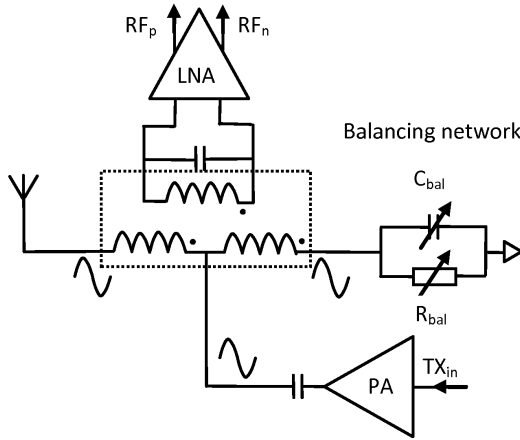 RFp
RFn
LNA
Balancing network
Cbal
Rbal
PA
TXin